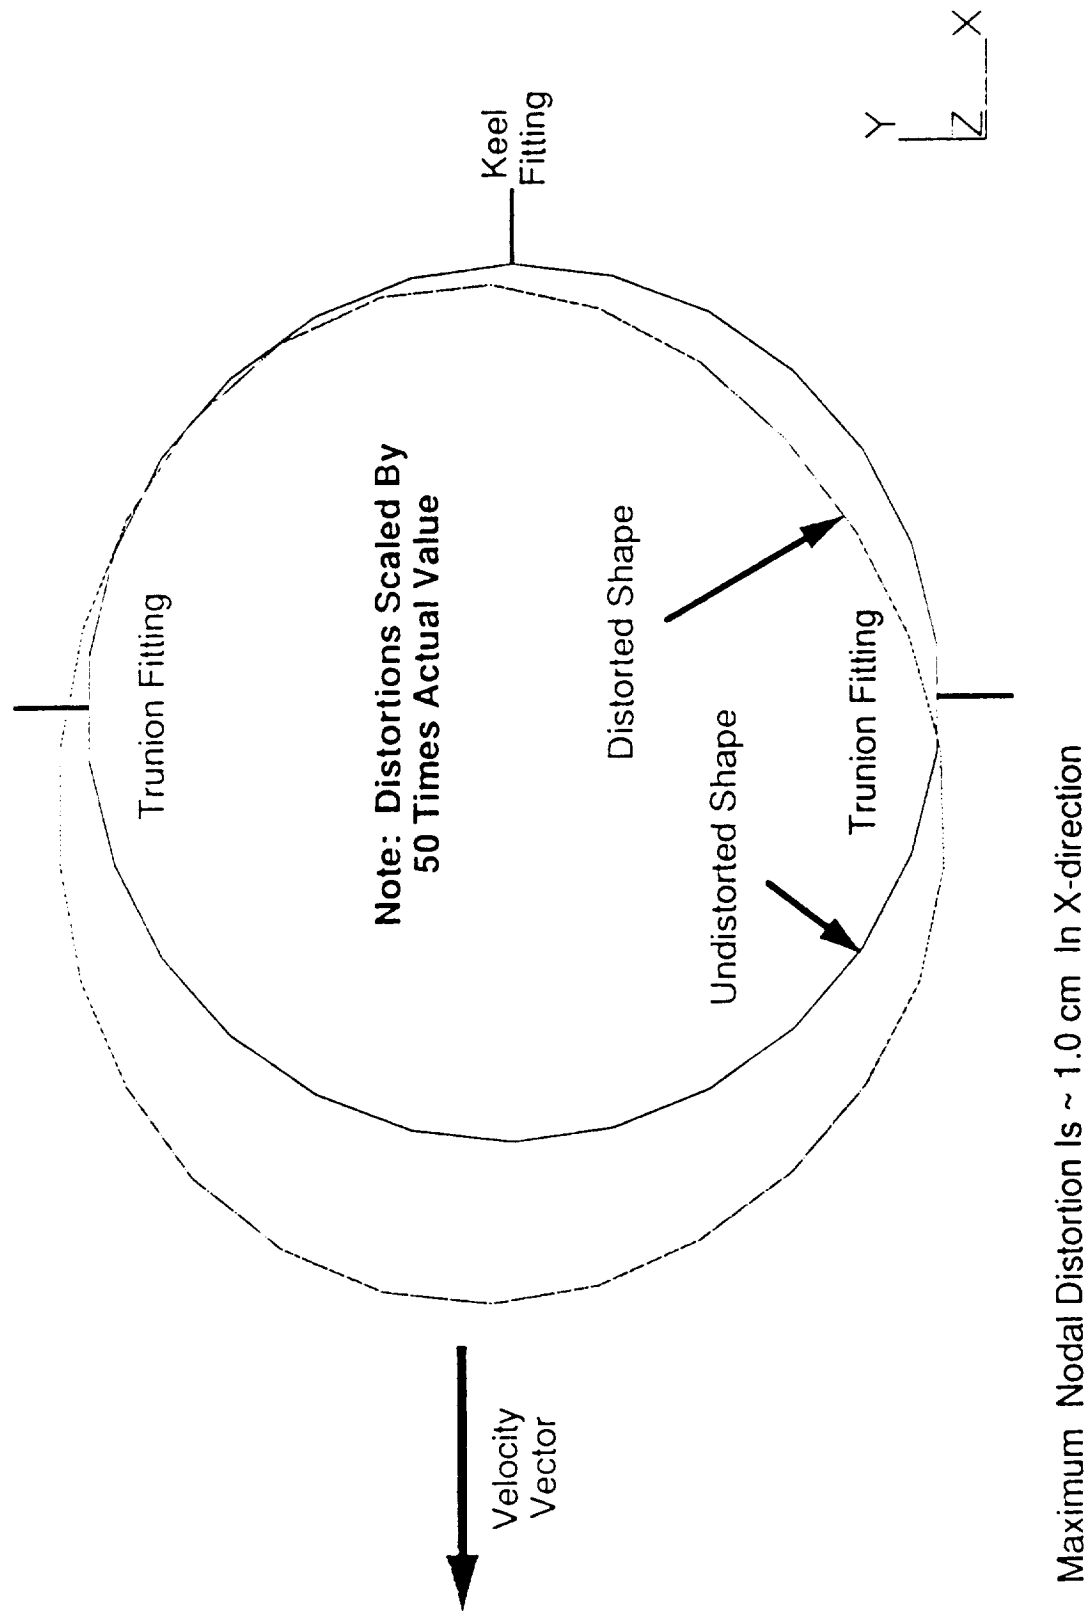 Trunion Fitting
Keel
Fitting
Note: Distortions Scaled By
50 Times Actual Value
Distorted Shape
Undistorted Shape
Trunion Fitting
Velocity
Vector
Y
Z
X
Maximum Nodal Distortion Is ~ 1.0 cm In X-direction